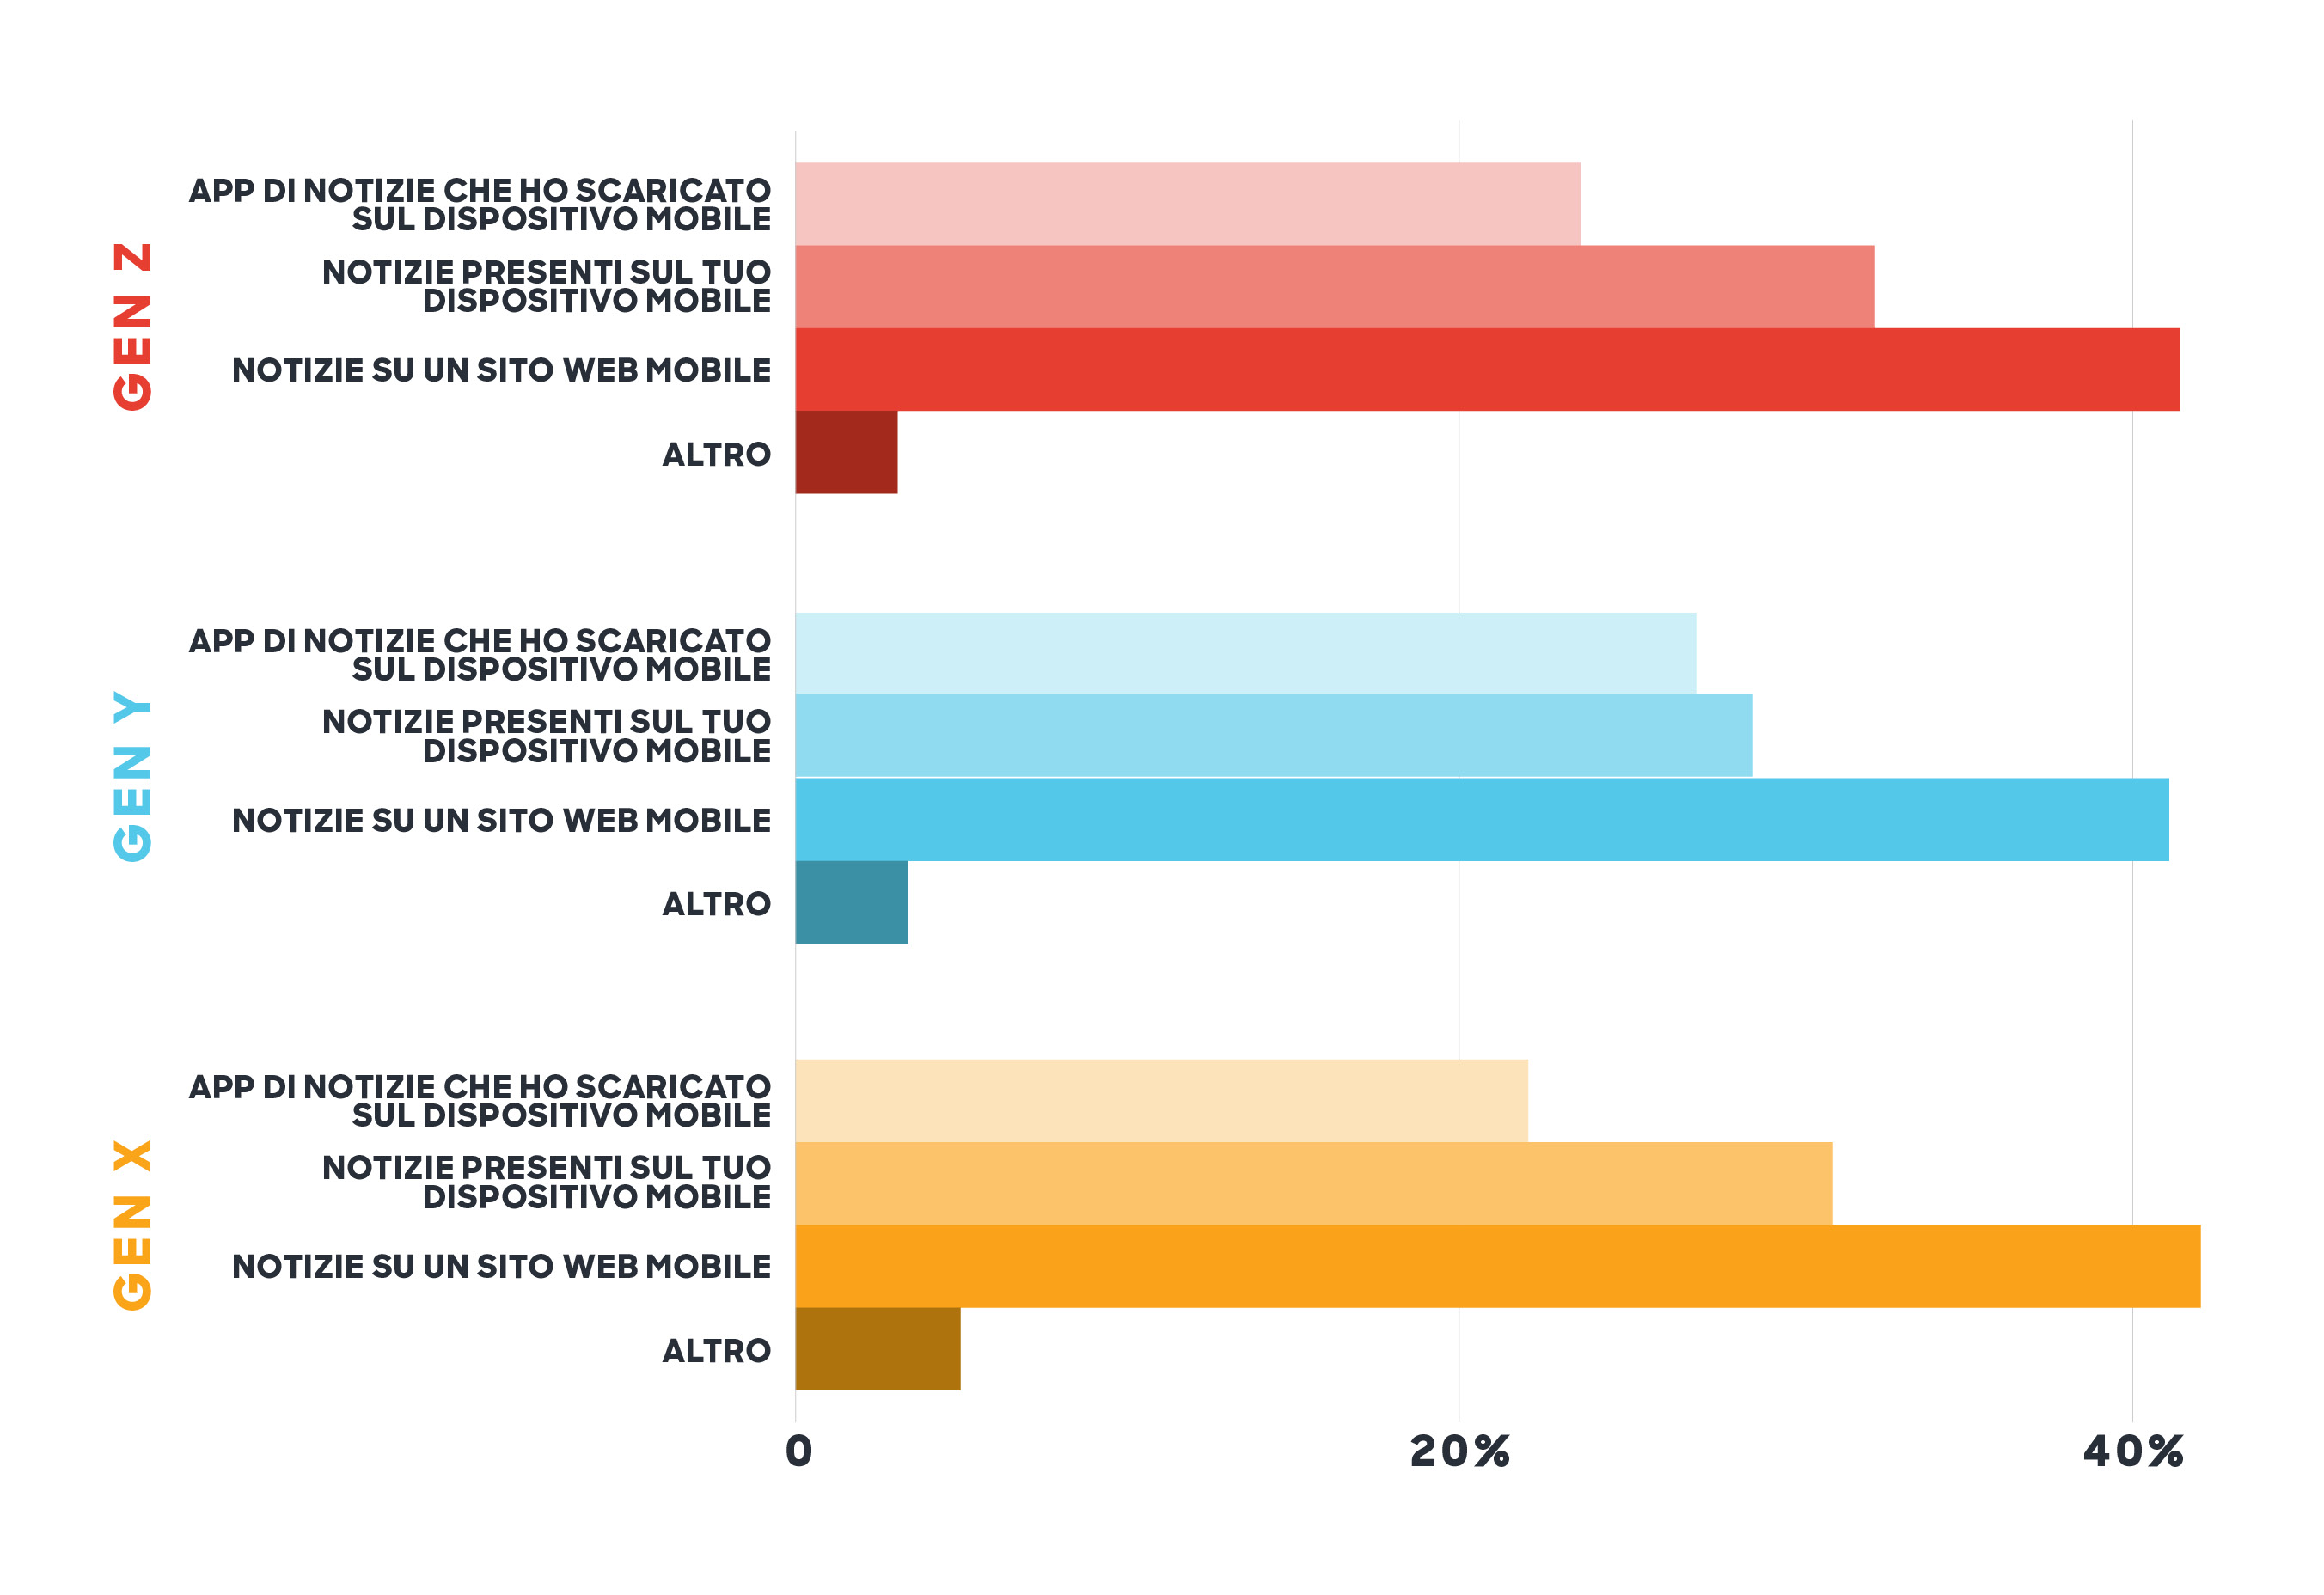 GEN Z
APP DI NOTIZIE CHE HO SCARICATO
SUL DISPOSITIVO MOBILE
NOTIZIE PRESENTI SUL TUO
DISPOSITIVO MOBILE
NOTIZIE SU UN SITO WEB MOBILE
ALTRO
GEN Y
APP DI NOTIZIE CHE HO SCARICATO
SUL DISPOSITIVO MOBILE
NOTIZIE PRESENTI SUL TUO
DISPOSITIVO MOBILE
NOTIZIE SU UN SITO WEB MOBILE
ALTRO
GEN X
APP DI NOTIZIE CHE HO SCARICATO
SUL DISPOSITIVO MOBILE
NOTIZIE PRESENTI SUL TUO
DISPOSITIVO MOBILE
NOTIZIE SU UN SITO WEB MOBILE
ALTRO
0 20% 40%